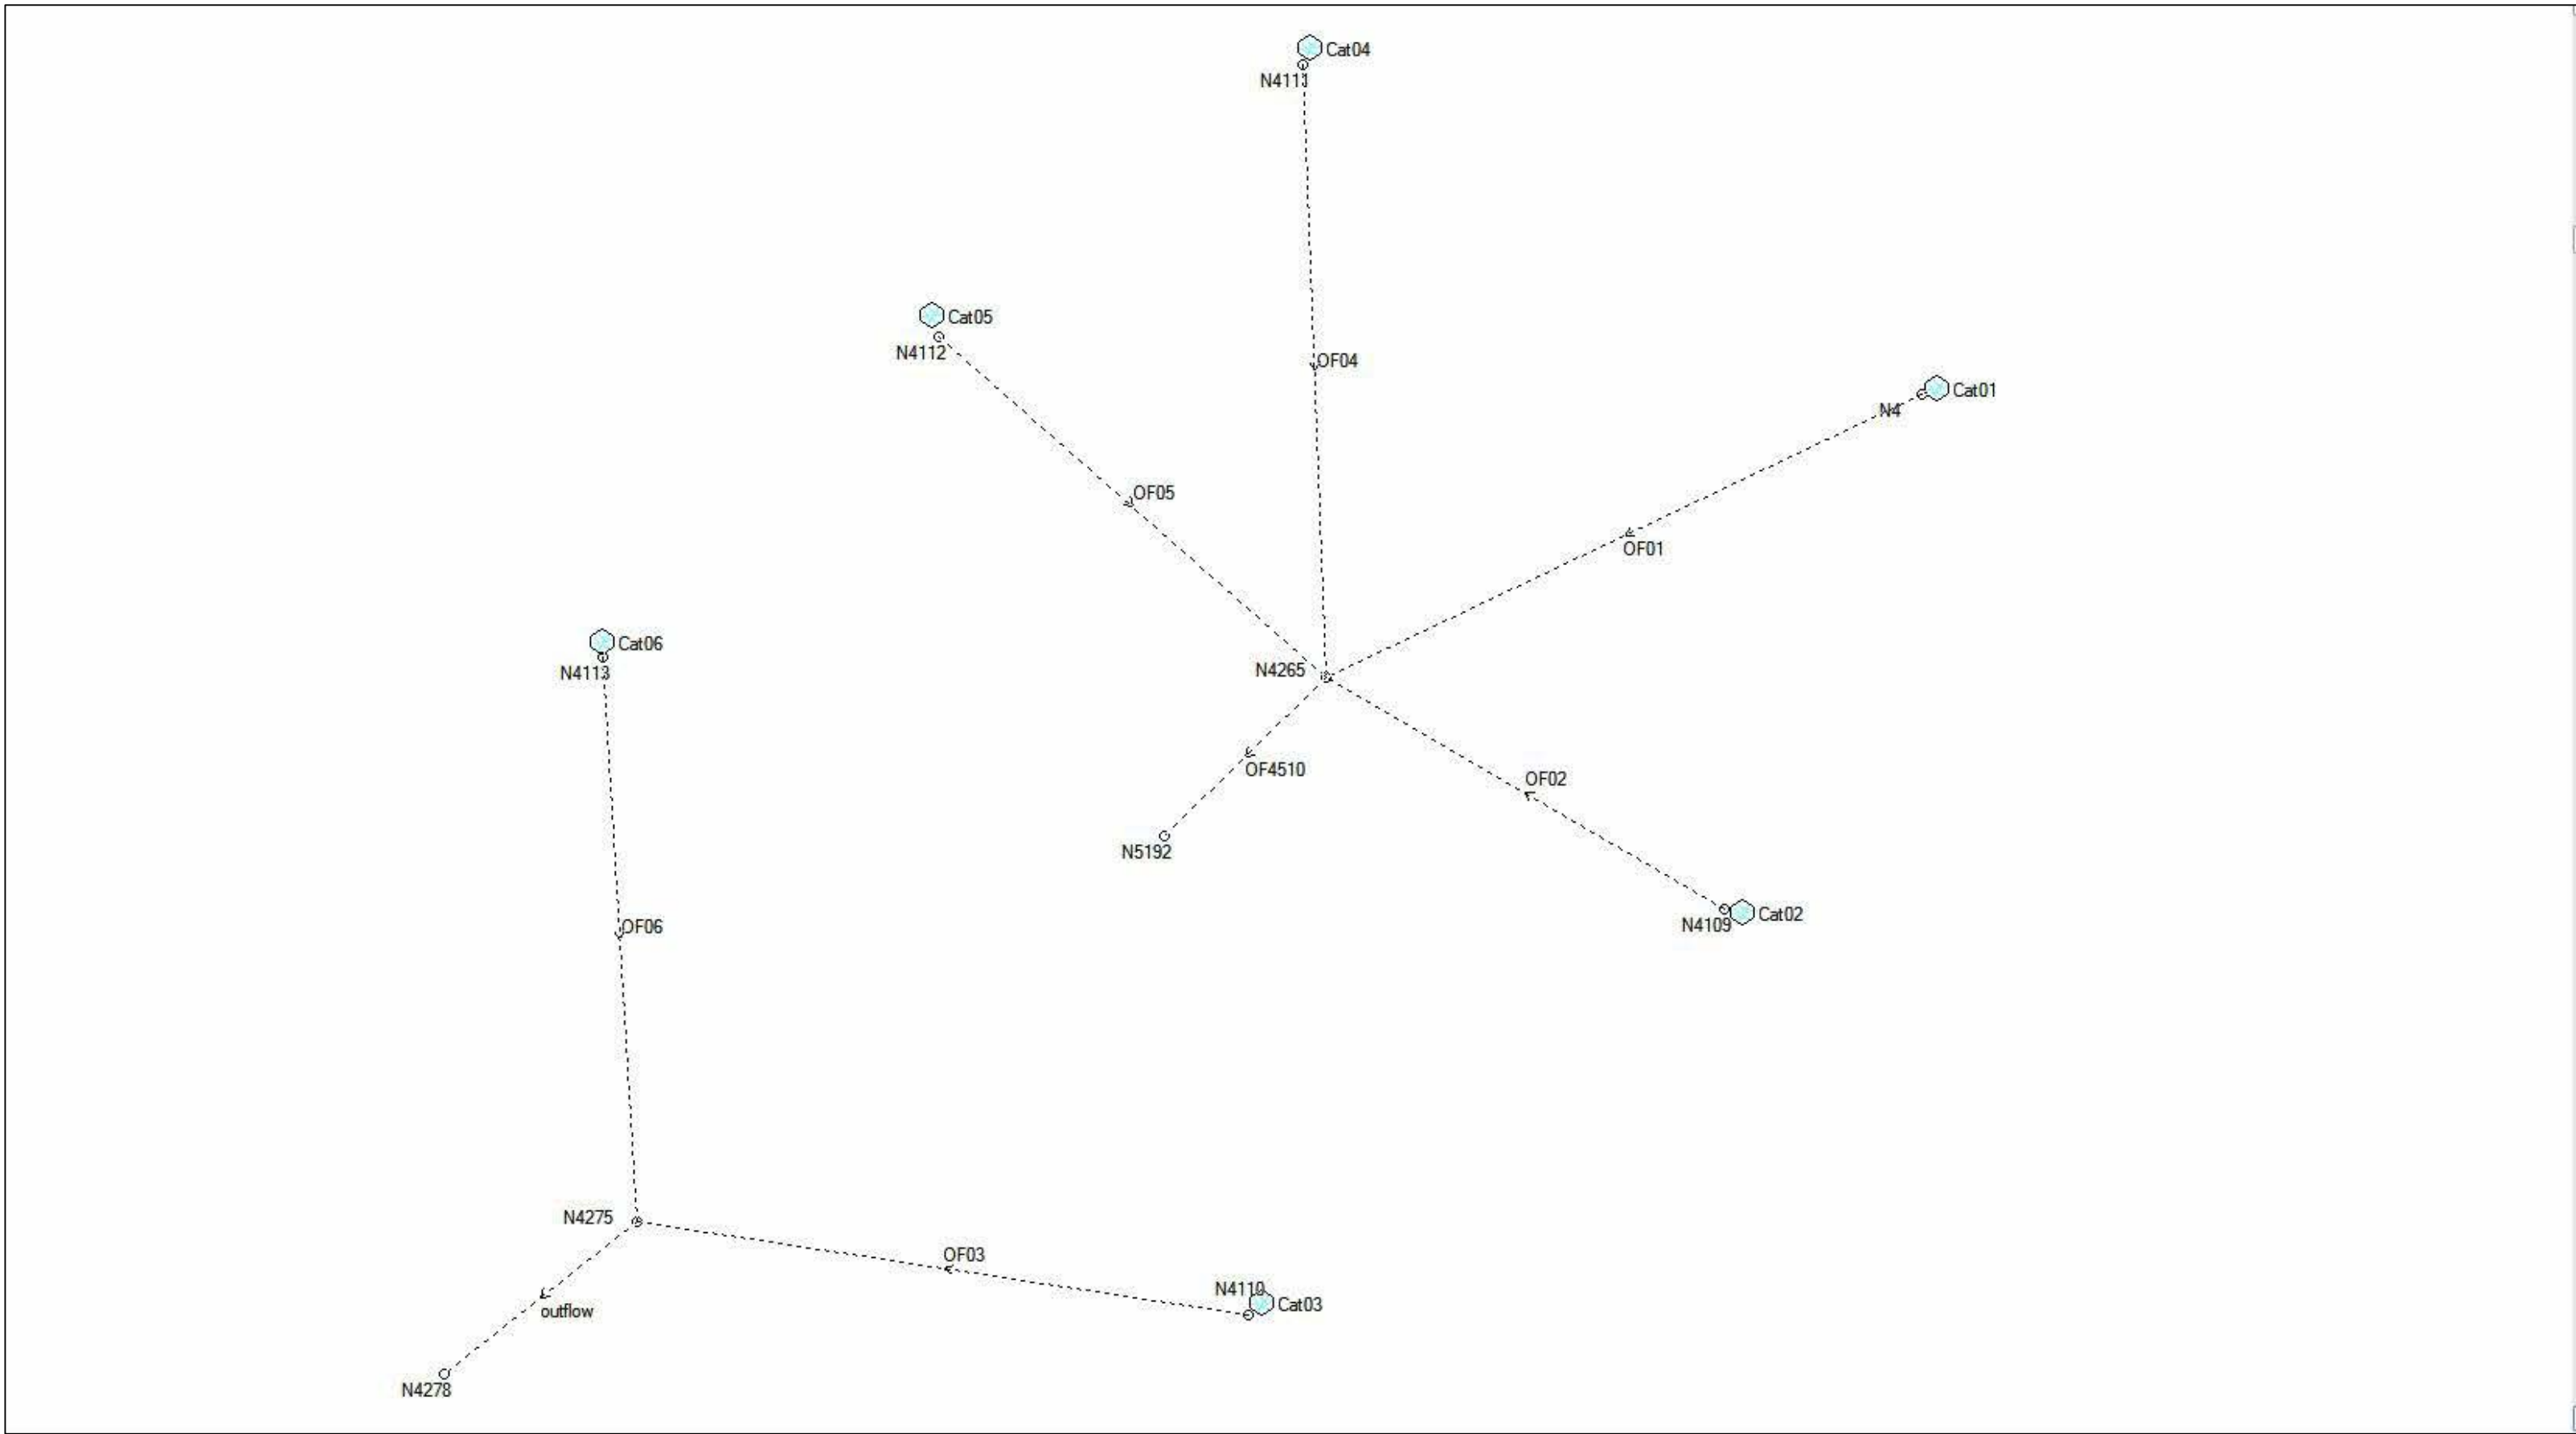 Cat04
N4111
Cat05
N4112
OF04
Cat01
N4
OF05
OF01
Cat06
N4113
N4265
OF4510
OF02
N5192
Cat02
N4109
OF06
N4275
OF03
N4110
Cat03
outflow
N4278